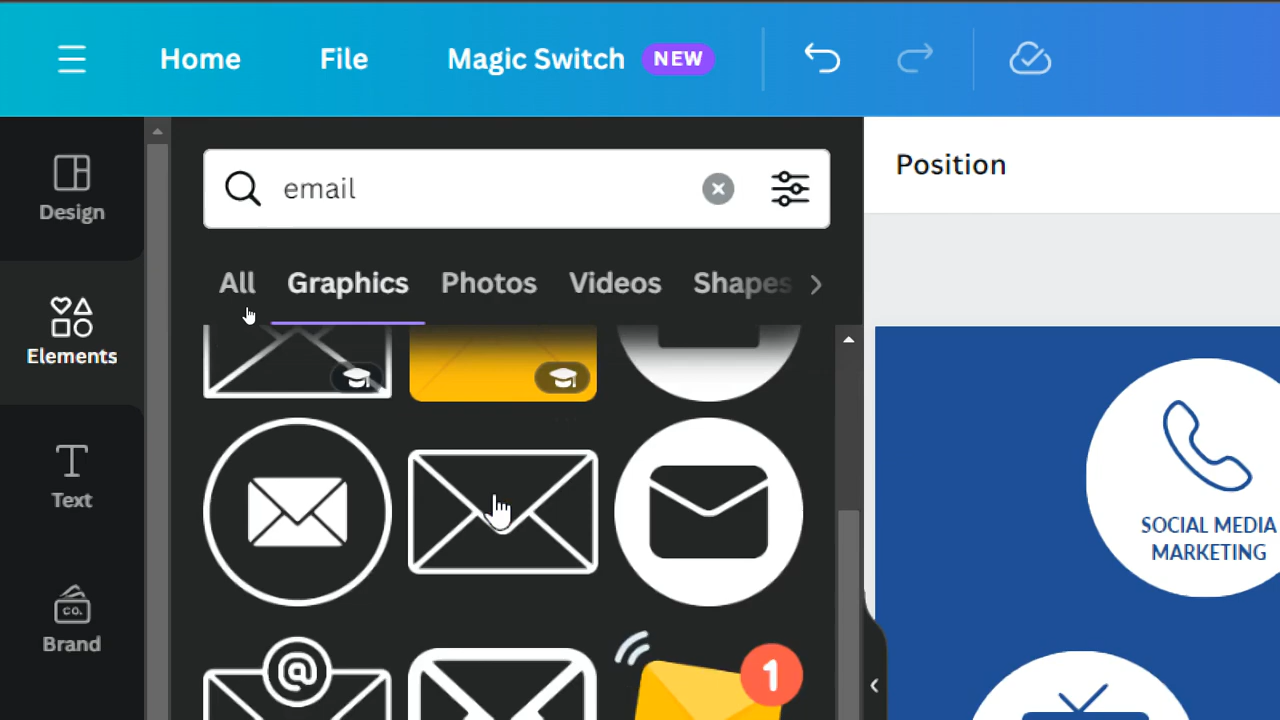 Home File Magic Switch NEW
Design
Elements
Text
CO.
Brand
email
All Graphics Photos Videos Shapes
@
1
Position
SOCIAL MEDIA
MARKETING